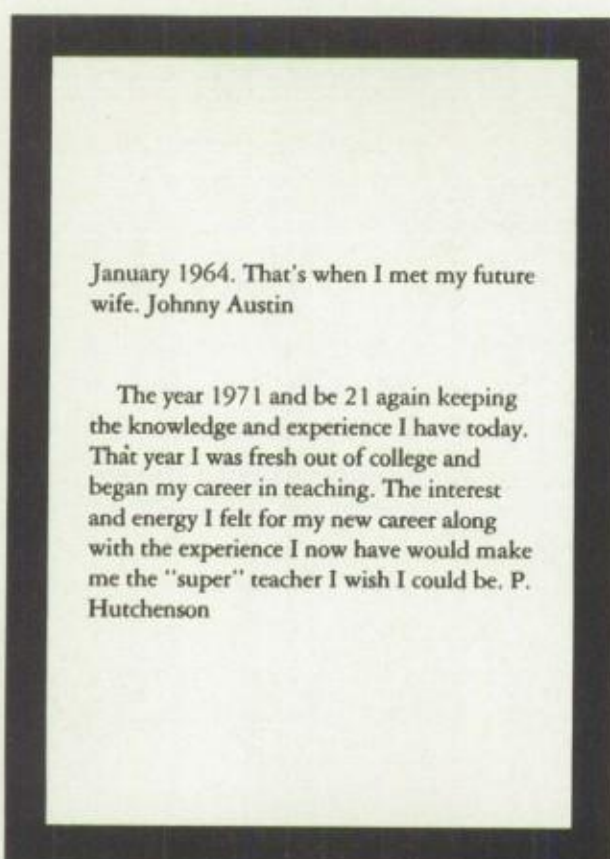 January 1964. That's when I met my future
wife. Johnny Austin
The year 1971 and be 21 again keeping
the knowledge and experience I have today.
That year I was fresh out of college and
began my career in teaching. The interest
and energy I felt for my new career along
with the experience I now have would make
me the "super" teacher I wish I could be. P.
Hutchenson